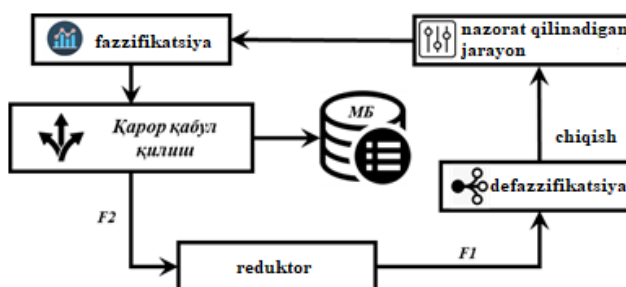 fazzifikatsiya
nazorat qilinadigan
jarayon
Қарор қабул
қилиш
МБ
chiqish
defazzifikatsiya
F2
reduktor
F1